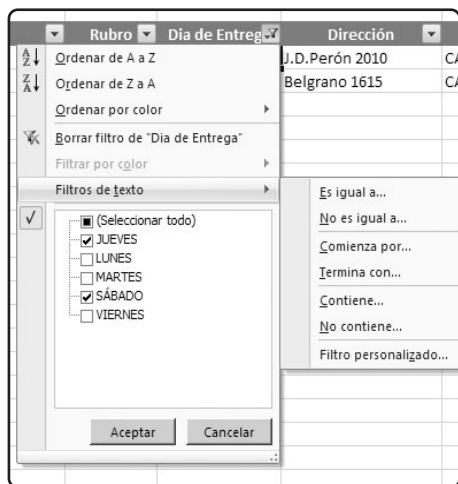 Rubro Dia de Entreg Dirección
Ordenar de A a Z
J.D.Perón 2010 CA
Ordenar de Z a A
Belgrano 1615 CA
Ordenar por color
Borrar filtro de "Dia de Entrega"
Filtrar por color
Filtros de texto
Es igual a...
(Seleccionar todo)
No es igual a...
JUEVES
LUNES
Comienza por...
MARTES
Termina con...
SÁBADO
Contiene...
VIERNES
No contiene...
Filtro personalizado...
Aceptar Cancelar